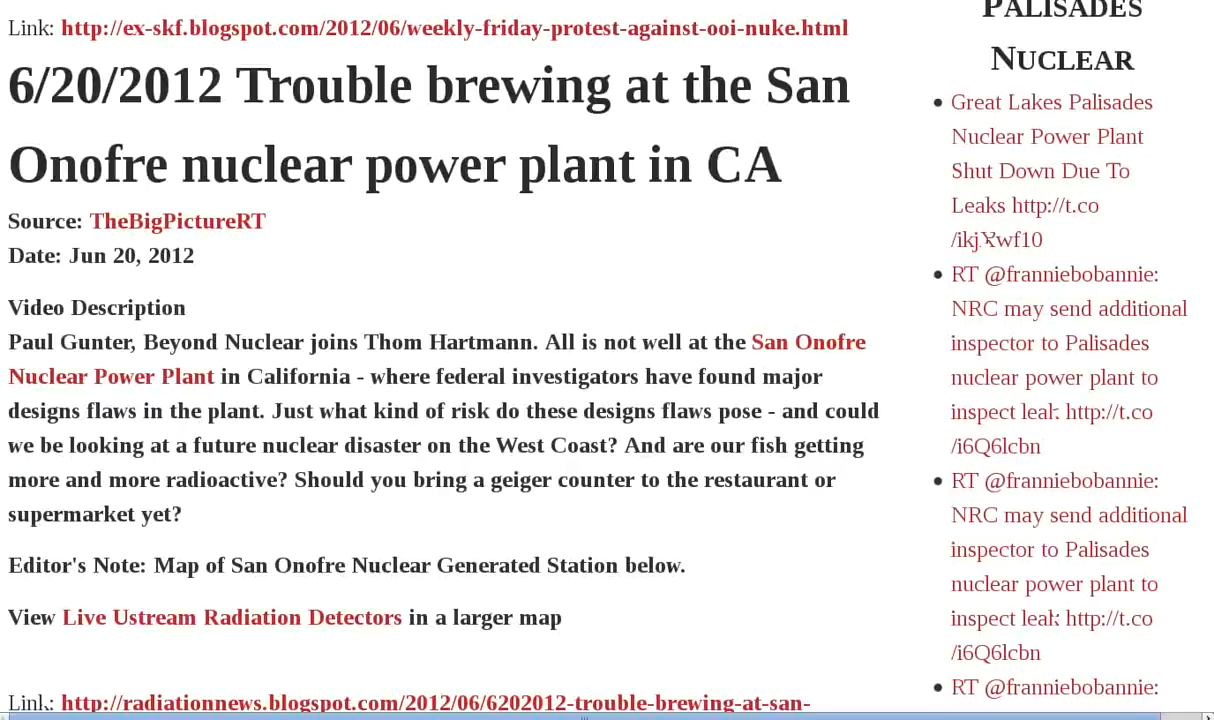 Link: http://ex-skf.blogspot.com/2012/06/weekly-friday-protest-against-ooi-nuke.html
6/20/2012 Trouble brewing at the San
Onofre nuclear power plant in CA
Source: TheBigPictureRT
Date: Jun 20, 2012
Video Description
Paul Gunter, Beyond Nuclear joins Thom Hartmann. All is not well at the San Onofre
Nuclear Power Plant in California - where federal investigators have found major
designs flaws in the plant. Just what kind of risk do these designs flaws pose - and could
we be looking at a future nuclear disaster on the West Coast? And are our fish getting
more and more radioactive? Should you bring a geiger counter to the restaurant or
supermarket yet?
Editor's Note: Map of San Onofre Nuclear Generated Station below.
View Live Ustream Radiation Detectors in a larger map
Link: http://radiationnews.blogspot.com/2012/06/6202012-trouble-brewing-at-san-
PALISADES
NUCLEAR
• Great Lakes Palisades
Nuclear Power Plant
Shut Down Due To
Leaks http://t.co
/ikjXwf10
• RT @franniebobannie:
NRC may send additional
inspector to Palisades
nuclear power plant to
inspect leak http://t.co
/i6Q6lcbn
• RT @franniebobannie:
NRC may send additional
inspector to Palisades
nuclear power plant to
inspect leak http://t.co
/i6Q6lcbn
• RT @franniebobannie: